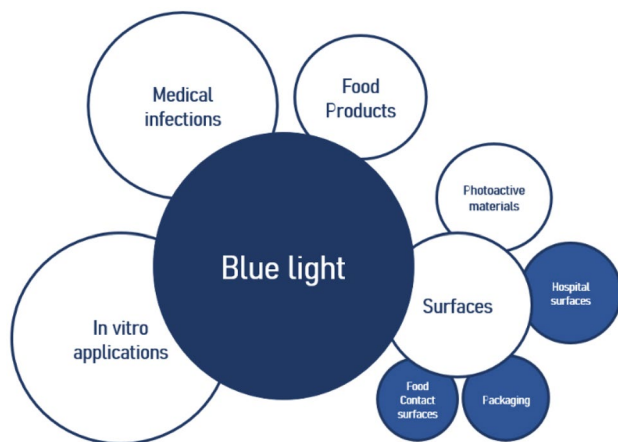 Medical
infections
Food
Products
Photoactive
materials
Blue light
Hospital
surfaces
Surfaces
In vitro
applications
Food
Contact
surfaces
Packaging